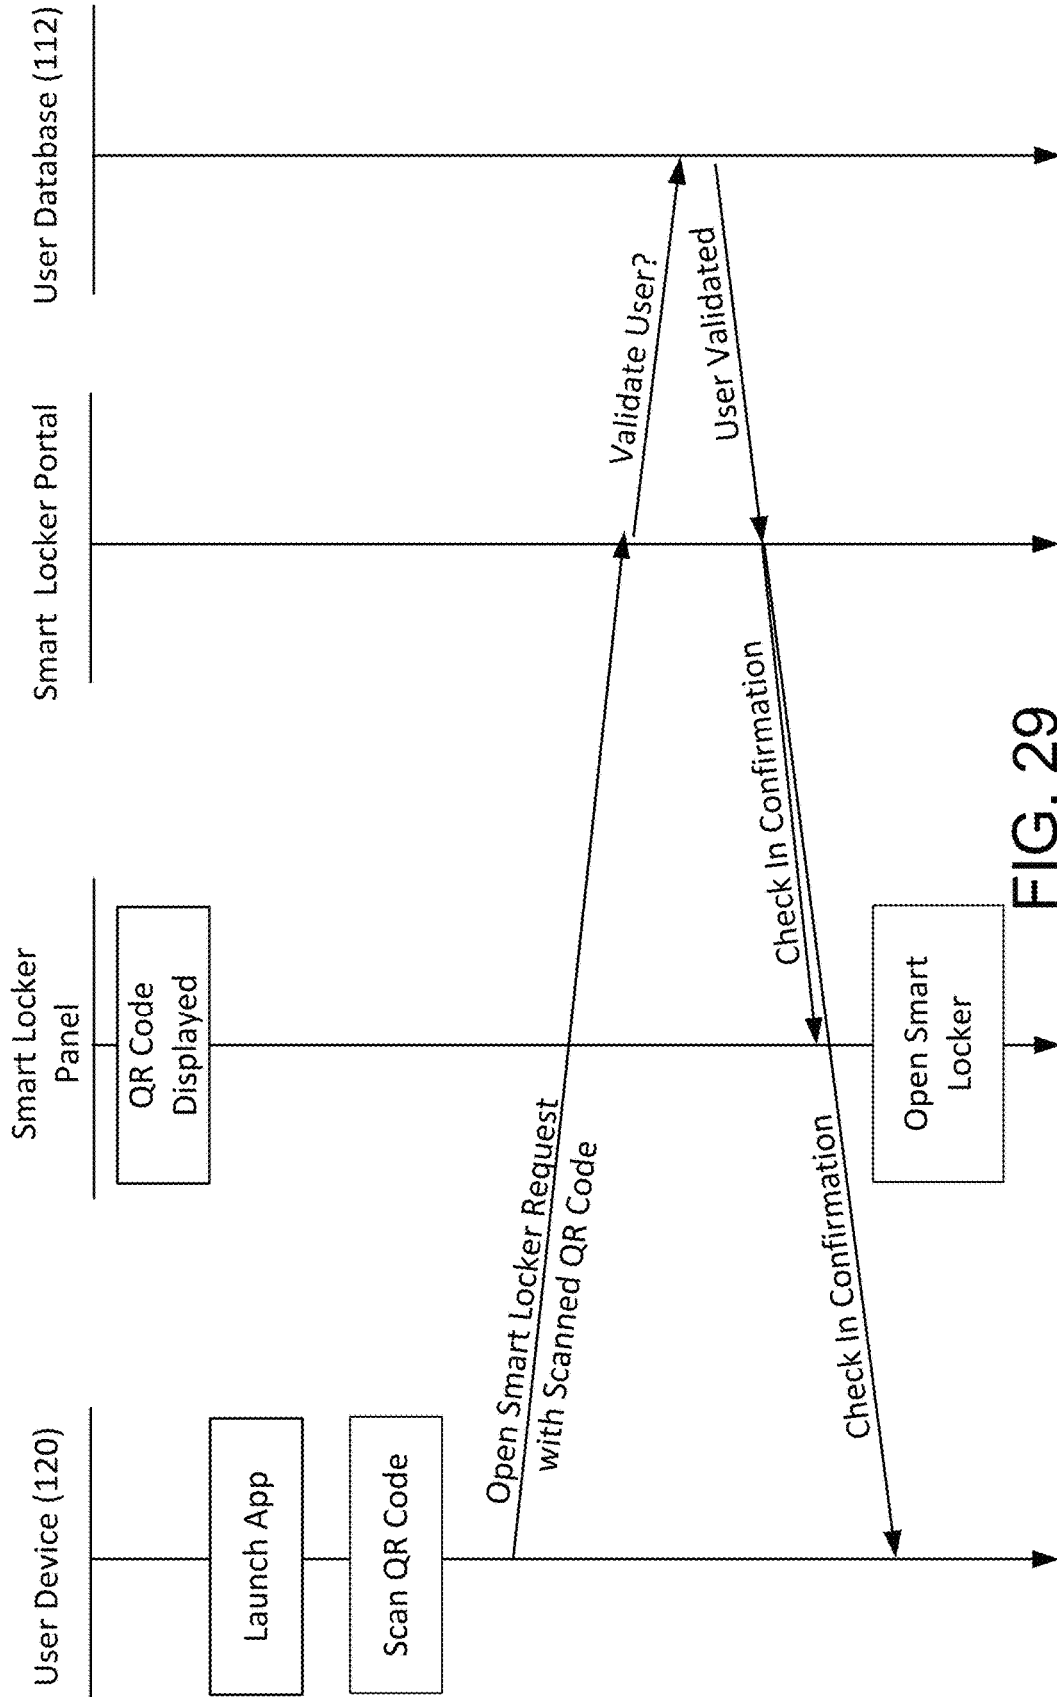 User Device (120)
Smart Locker
Panel
Smart Locker Portal
User Database (112)
QR Code
Displayed
Launch App
Scan QR Code
Open Smart Locker Request
with Scanned QR Code
Validate User?
User Validated
Check In Confirmation
Check In Confirmation
Open Smart
Locker
FIG. 29